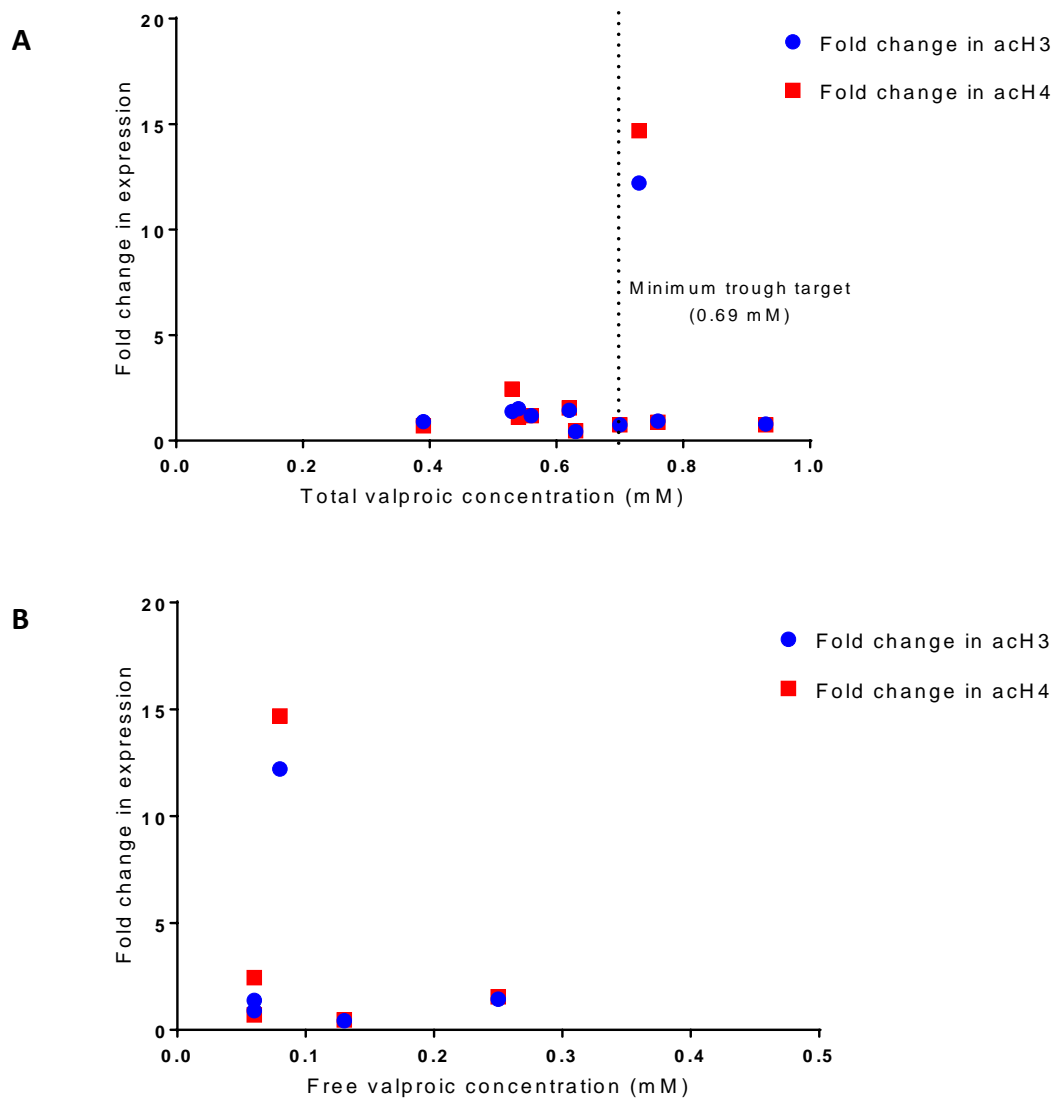 A
20
15
10
5
0
Fold change in expression
Fold change in acH3
Fold change in acH4
Minimum trough target
(0.69 mM)
0.0 0.2 0.4 0.6 0.8 1.0
Total valproic concentration (mM)
B
20
15
10
5
0
Fold change in expression
Fold change in acH3
Fold change in acH4
0.0 0.1 0.2 0.3 0.4 0.5
Free valproic concentration (mM)